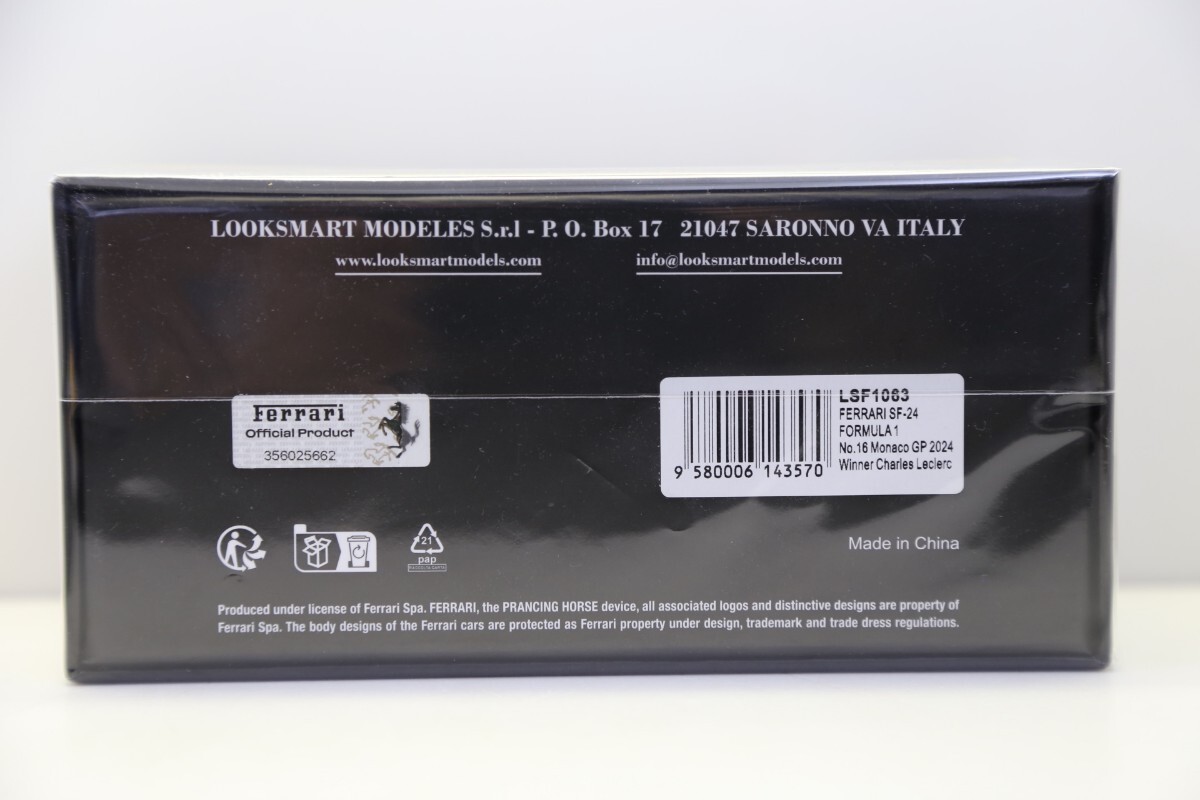 LOOKSMART MODELES S.r.l - P. O. Box 17 21047 SARONNO VA ITALY
www.looksmartmodels.com info@looksmartmodels.com
Ferrari
Official Product
356025662
LSF1063
FERRARI SF-24
FORMULA 1
No.16 Monaco GP 2024
Winner Charles Leclerc
9 580006 143570
21
pap
RACCOLTA CARTA
Made in China
Produced under license of Ferrari Spa. FERRARI, the PRANCING HORSE device, all associated logos and distinctive designs are property of
Ferrari Spa. The body designs of the Ferrari cars are protected as Ferrari property under design, trademark and trade dress regulations.